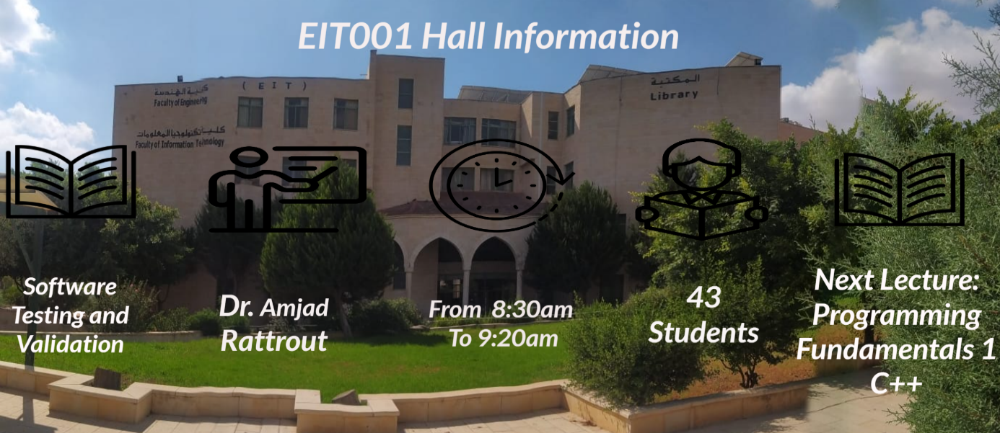 EIT001 Hall Information
كلية الهندسة
Faculty of Engineering
( E I T )
المكتبة
Library
كلية تكنولوجيا المعلومات
Faculty of Information Technology
Software
Testing and
Validation
Dr. Amjad
Rattrout
From 8:30am
To 9:20am
43
Students
Next Lecture:
Programming
Fundamentals 1
C++